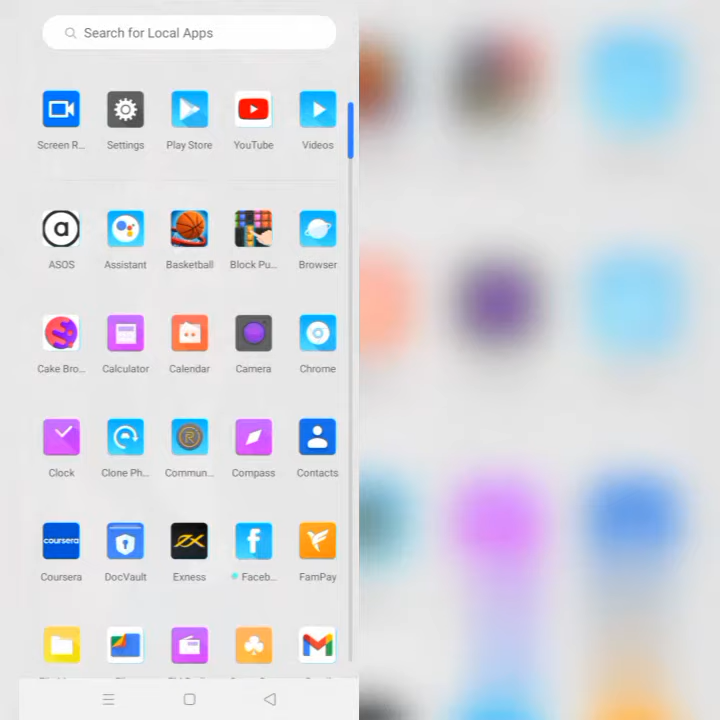 Search for Local Apps
Screen R... Settings Play Store YouTube Videos
a
ASOS Assistant Basketball Block Pu... Browser
Cake Bro... Calculator Calendar Camera Chrome
R
Clock Clone Ph... Commun... Compass Contacts
coursera
Coursera DocVault Exness Faceb... FamPay